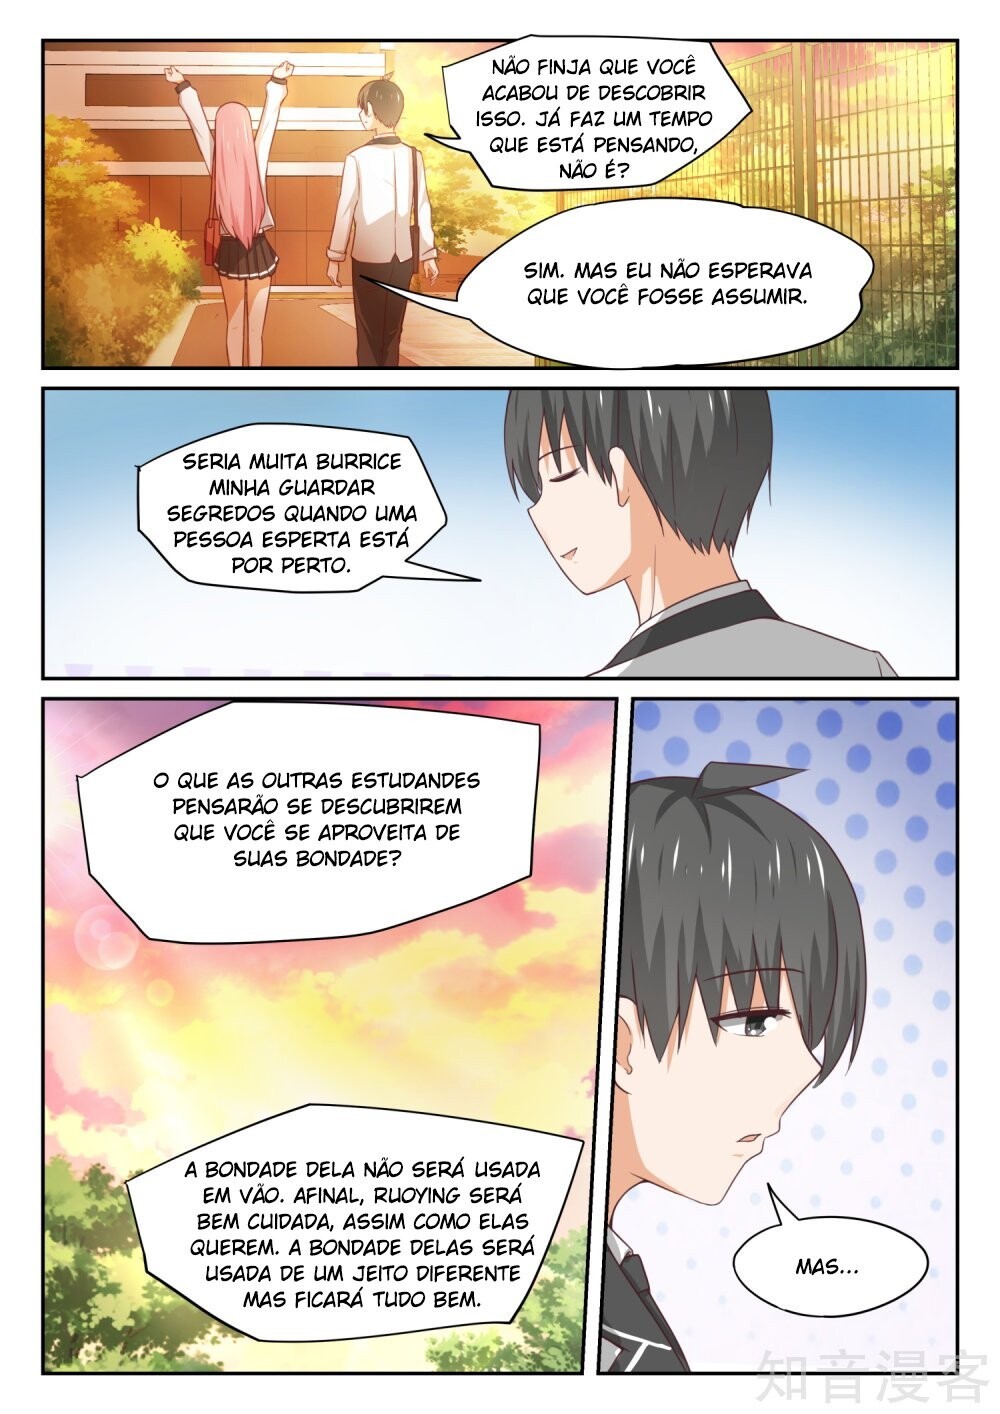 NÃO FINJA QUE VOCÊ
ACABOU DE DESCOBRIR
ISSO. JÁ FAZ UM TEMPO
QUE ESTÁ PENSANDO,
NÃO É?
SIM. MAS EU NÃO ESPERAVA
QUE VOCÊ FOSSE ASSUMIR.
SERIA MUITA BURRICE
MINHA GUARDAR
SEGREDOS QUANDO UMA
PESSOA ESPERTA ESTÁ
POR PERTO.
O QUE AS OUTRAS ESTUDANDES
PENSARÃO SE DESCUBRIREM
QUE VOCÊ SE APROVEITA DE
SUAS BONDADE?
A BONDADE DELA NÃO SERÁ USADA
EM VÃO. AFINAL, RUOYING SERÁ
BEM CUIDADA, ASSIM COMO ELAS
QUEREM. A BONDADE DELAS SERÁ
USADA DE UM JEITO DIFERENTE
MAS FICARÁ TUDO BEM.
MAS...
知音漫客